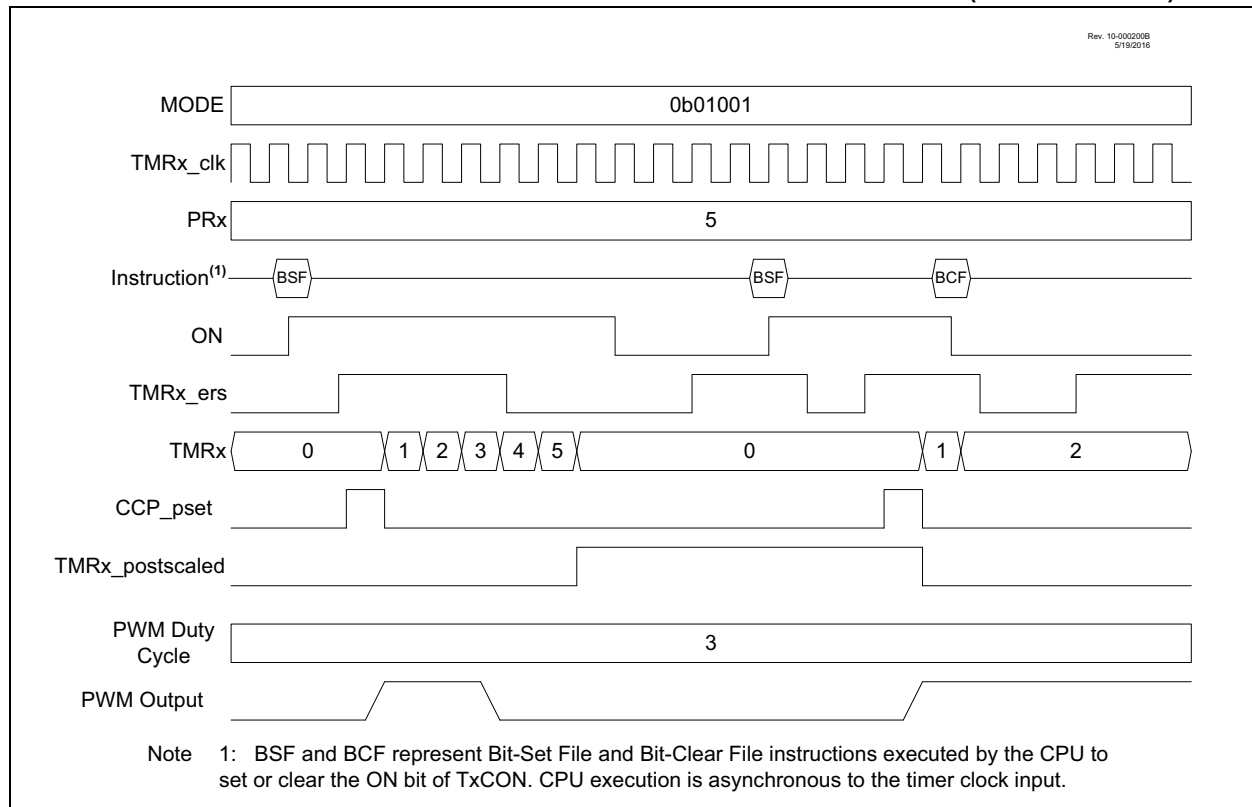 Rev. 10-000200B
5/19/2016
MODE 0b01001
TMRx_clk
PRx 5
Instruction(1) BSF BSF BCF
ON
TMRx_ers
TMRx 0 1 2 3 4 5 0 1 2
CCP_pset
TMRx_postscaled
PWM Duty
Cycle 3
PWM Output
Note 1: BSF and BCF represent Bit-Set File and Bit-Clear File instructions executed by the CPU to
set or clear the ON bit of TxCON. CPU execution is asynchronous to the timer clock input.